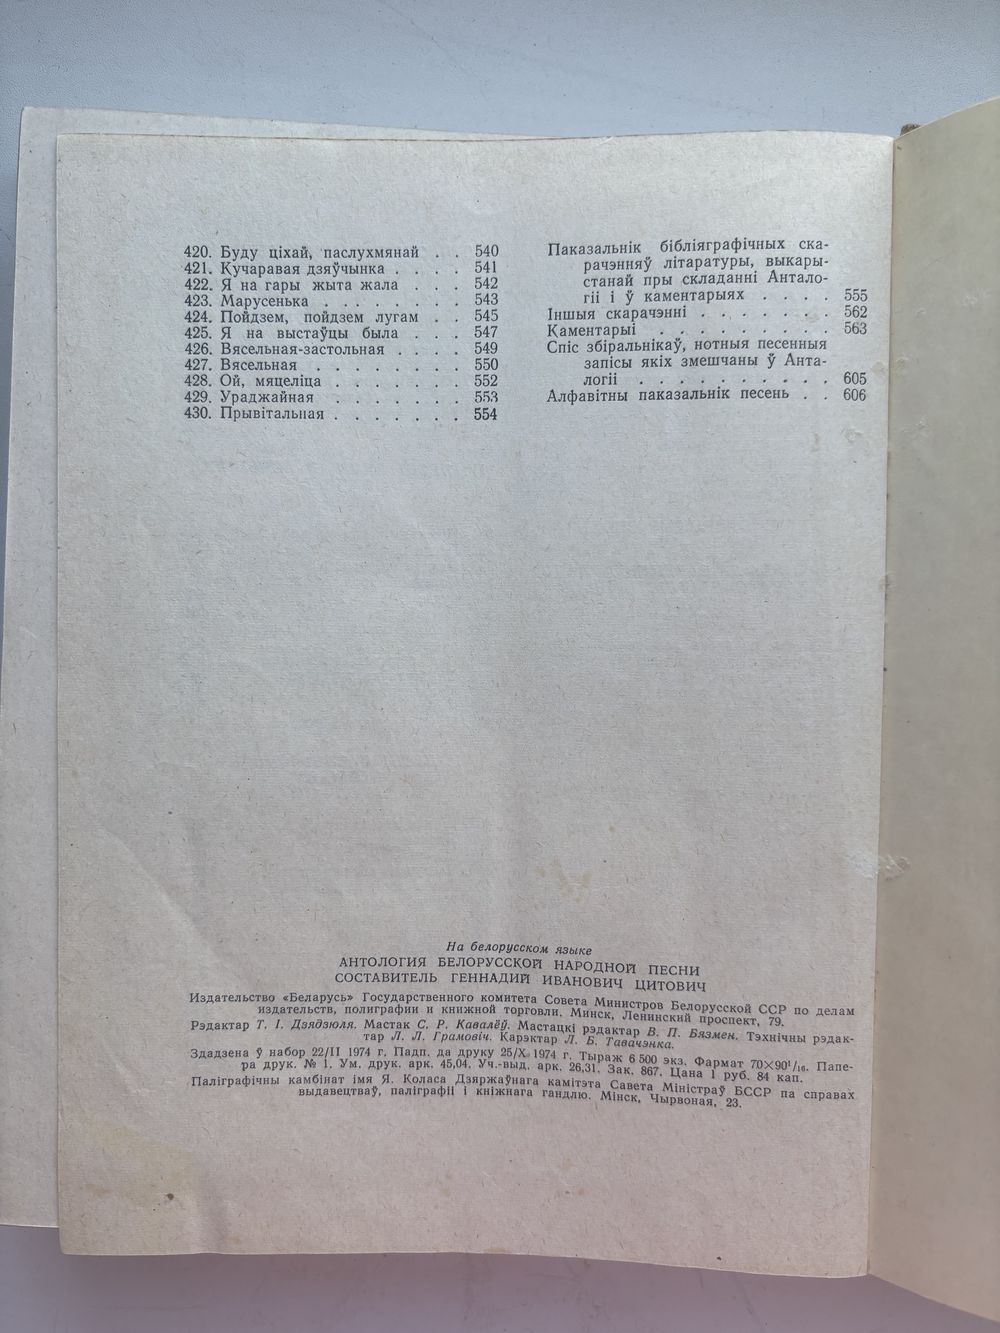 420. Буду ціхай, паслухмянай . . 540
421. Кучаравая дзяўчынка . . . . 541
422. Я на гары жыта жала . . . 542
423. Марусенька . . . . . . . . 543
424. Пойдзем, пойдзем лугам . . 545
425. Я на выстаўцы была . . . 547
426. Вясельная-застольная . . . . 549
427. Вясельная . . . . . . . . 550
428. Ой, мяцеліца . . . . . . . 552
429. Ураджайная . . . . . . . 553
430. Прывітальная . . . . . . . 554
Паказальнік бібліяграфічных ска-
рачэнняў літаратуры, выкары-
станай пры складанні Антало-
гіі і ў каментарыях . . . . 555
Іншыя скарачэнні . . . . . . . 562
Каментарыі . . . . . . . . . 563
Спіс збіральнікаў, нотныя песенныя
запісы якіх змешчаны ў Анта-
логіі . . . . . . . . . . 605
Алфавітны паказальнік песень . . 606
На белорусском языке
АНТОЛОГИЯ БЕЛОРУССКОЙ НАРОДНОЙ ПЕСНИ
СОСТАВИТЕЛЬ ГЕННАДИЙ ИВАНОВИЧ ЦИТОВИЧ
Издательство «Беларусь» Государственного комитета Совета Министров Белорусской ССР по делам
издательств, полиграфии и книжной торговли. Минск, Ленинский проспект, 79.
Рэдактар Т. І. Дзядзюля. Мастак С. Р. Кавалёў. Мастацкі рэдактар В. П. Бязмен. Тэхнічны рэдак-
тар Л. Л. Грамовіч. Карэктар Л. Б. Тавачэнка.
Здадзена ў набор 22/II 1974 г. Падп. да друку 25/X 1974 г. Тыраж 6 500 экз. Фармат 70×90¹/₁₆. Папе-
ра друк. № 1. Ум. друк. арк. 45,04. Уч.-выд. арк. 26,31. Зак. 867. Цана 1 руб. 84 кап.
Паліграфічны камбінат імя Я. Коласа Дзяржаўнага камітэта Савета Міністраў БССР па справах
выдавецтваў, паліграфіі і кніжнага гандлю. Мінск, Чырвоная, 23.